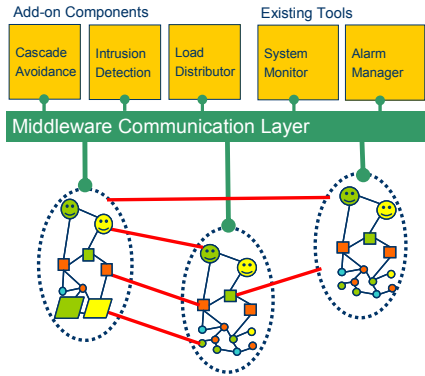 Add-on Components
Existing Tools
Cascade
Avoidance
Intrusion
Detection
Load
Distributor
System
Monitor
Alarm
Manager
Middleware Communication Layer